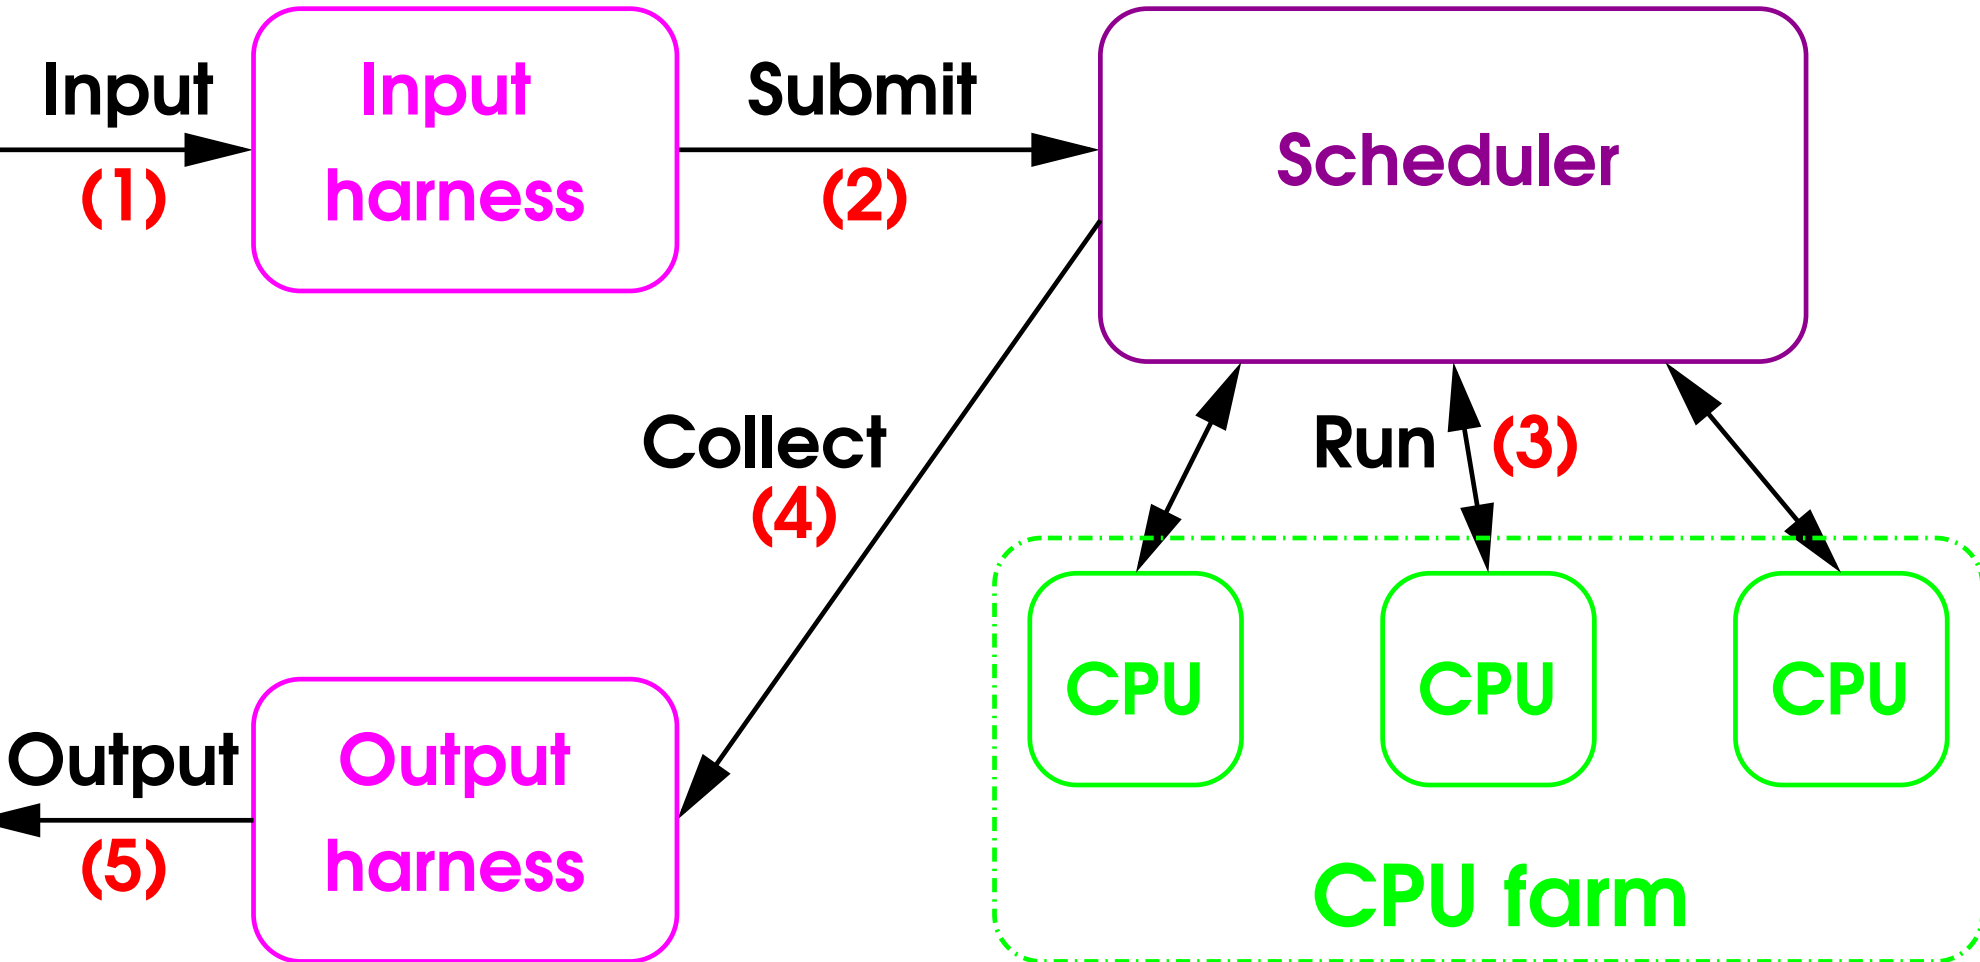 Input
(1)
Input
harness
Submit
(2)
Scheduler
Collect
(4)
Run
(3)
CPU
CPU
CPU
CPU farm
Output
(5)
Output
harness